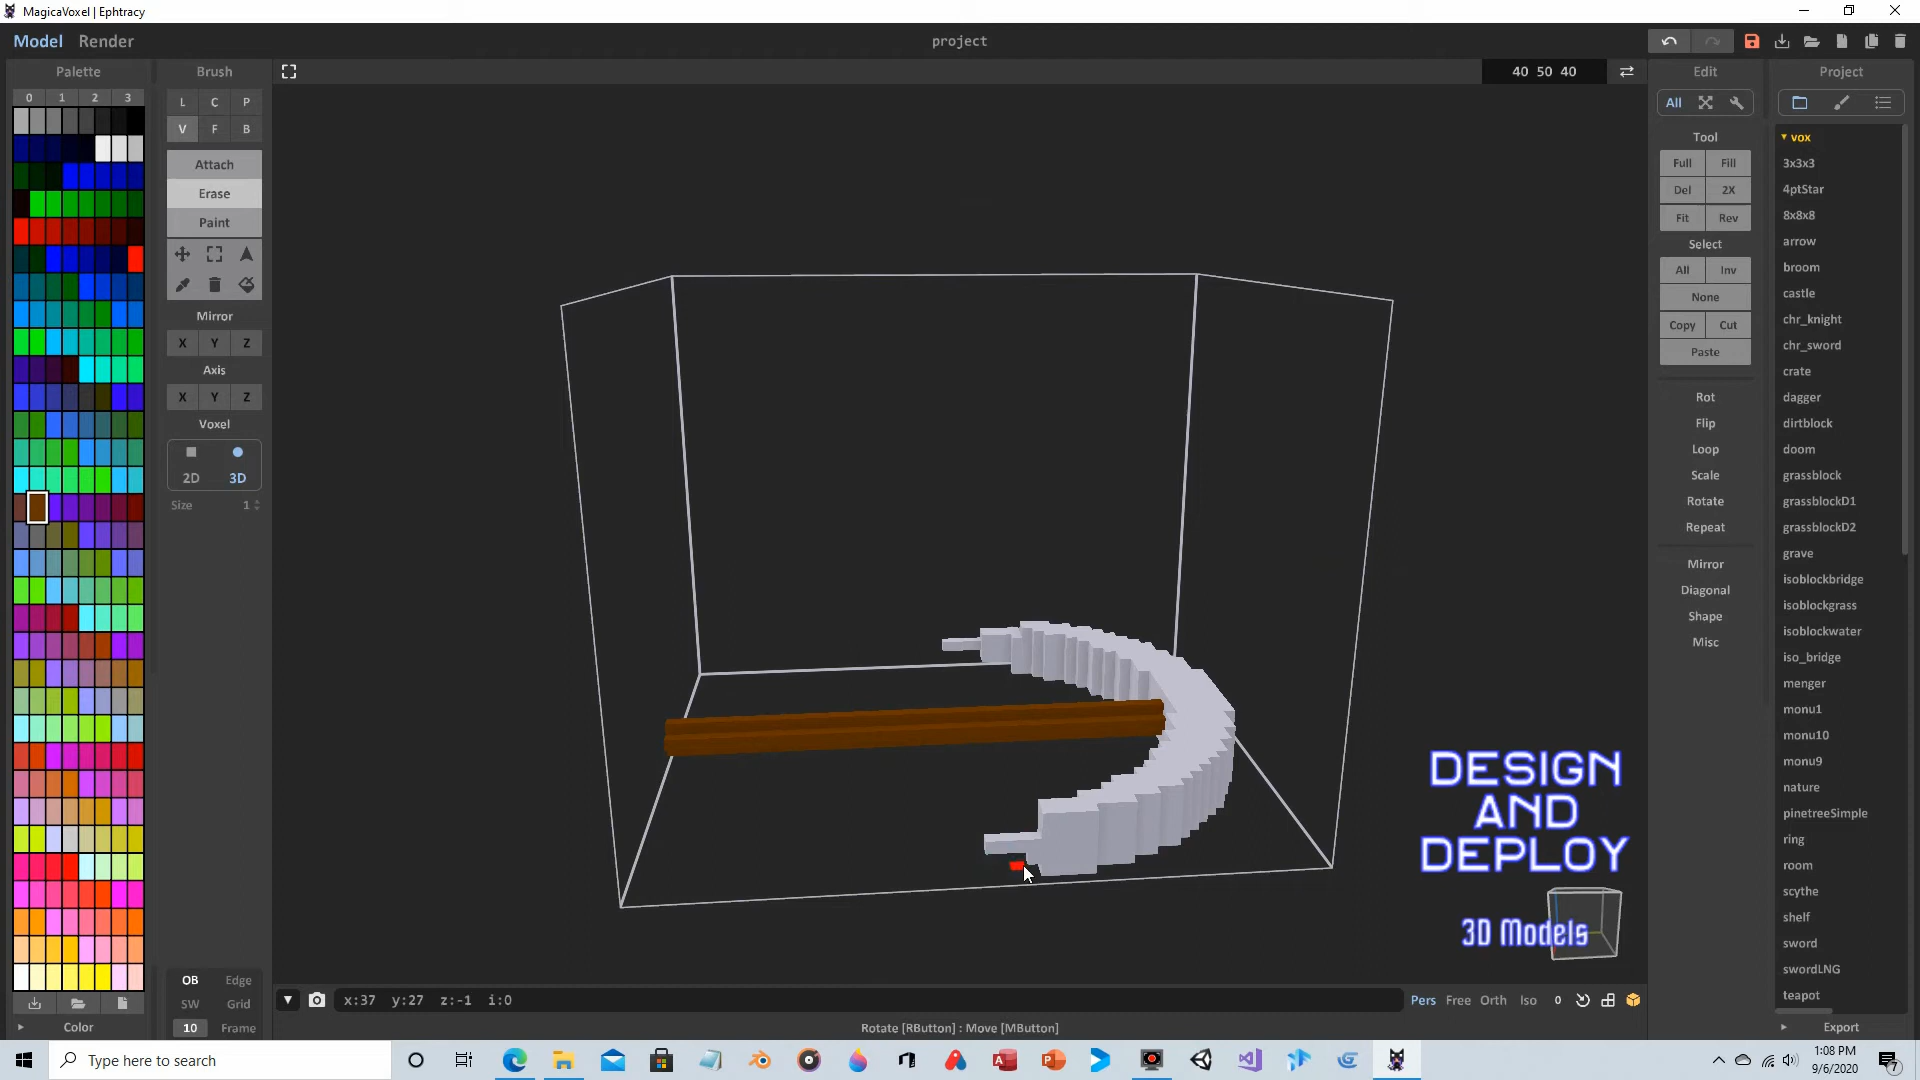 MagicaVoxel | Ephtracy
Model Render
project
Palette
Brush
40 50 40
Edit
Project
0 1 2 3
L C P
V F B
Attach
Erase
Paint
Mirror
X Y Z
Axis
X Y Z
Voxel
2D 3D
Size 1
OB Edge
SW Grid
10 Frame
Color
All
Tool
Full Fill
Del 2X
Fit Rev
Select
All Inv
None
Copy Cut
Paste
Rot
Flip
Loop
Scale
Rotate
Repeat
Mirror
Diagonal
Shape
Misc
vox
3x3x3
4ptStar
8x8x8
arrow
broom
castle
chr_knight
chr_sword
crate
dagger
dirtblock
doom
grassblock
grassblockD1
grassblockD2
grave
isoblockbridge
isoblockgrass
isoblockwater
iso_bridge
menger
monu1
monu10
monu9
nature
pinetreeSimple
ring
room
scythe
shelf
sword
swordLNG
teapot
Export
DESIGN
AND
DEPLOY
3D Models
x:37 y:27 z:-1 i:0
Pers Free Orth Iso 0
Rotate [RButton] : Move [MButton]
Type here to search
1:08 PM
9/6/2020
7